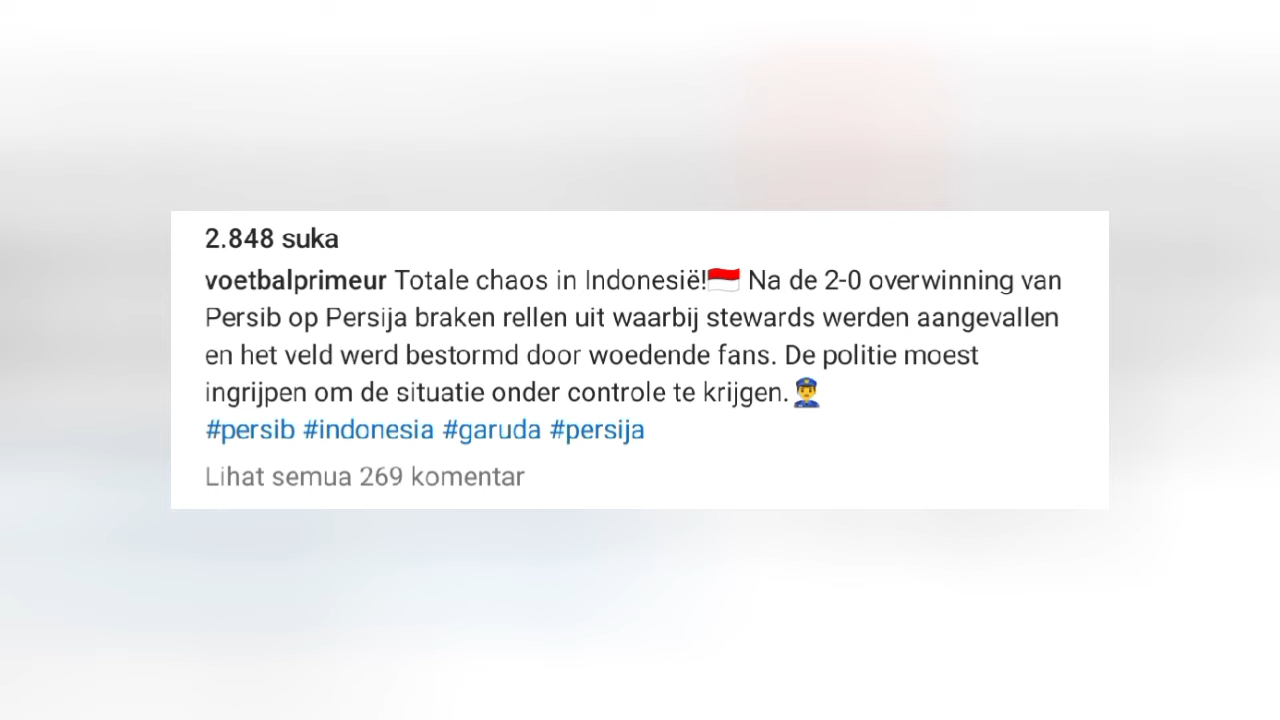 2.848 suka
voetbalprimeur Totale chaos in Indonesië!🇮🇩 Na de 2-0 overwinning van
Persib op Persija braken rellen uit waarbij stewards werden aangevallen
en het veld werd bestormd door woedende fans. De politie moest
ingrijpen om de situatie onder controle te krijgen.👮‍♂️
#persib #indonesia #garuda #persija
Lihat semua 269 komentar